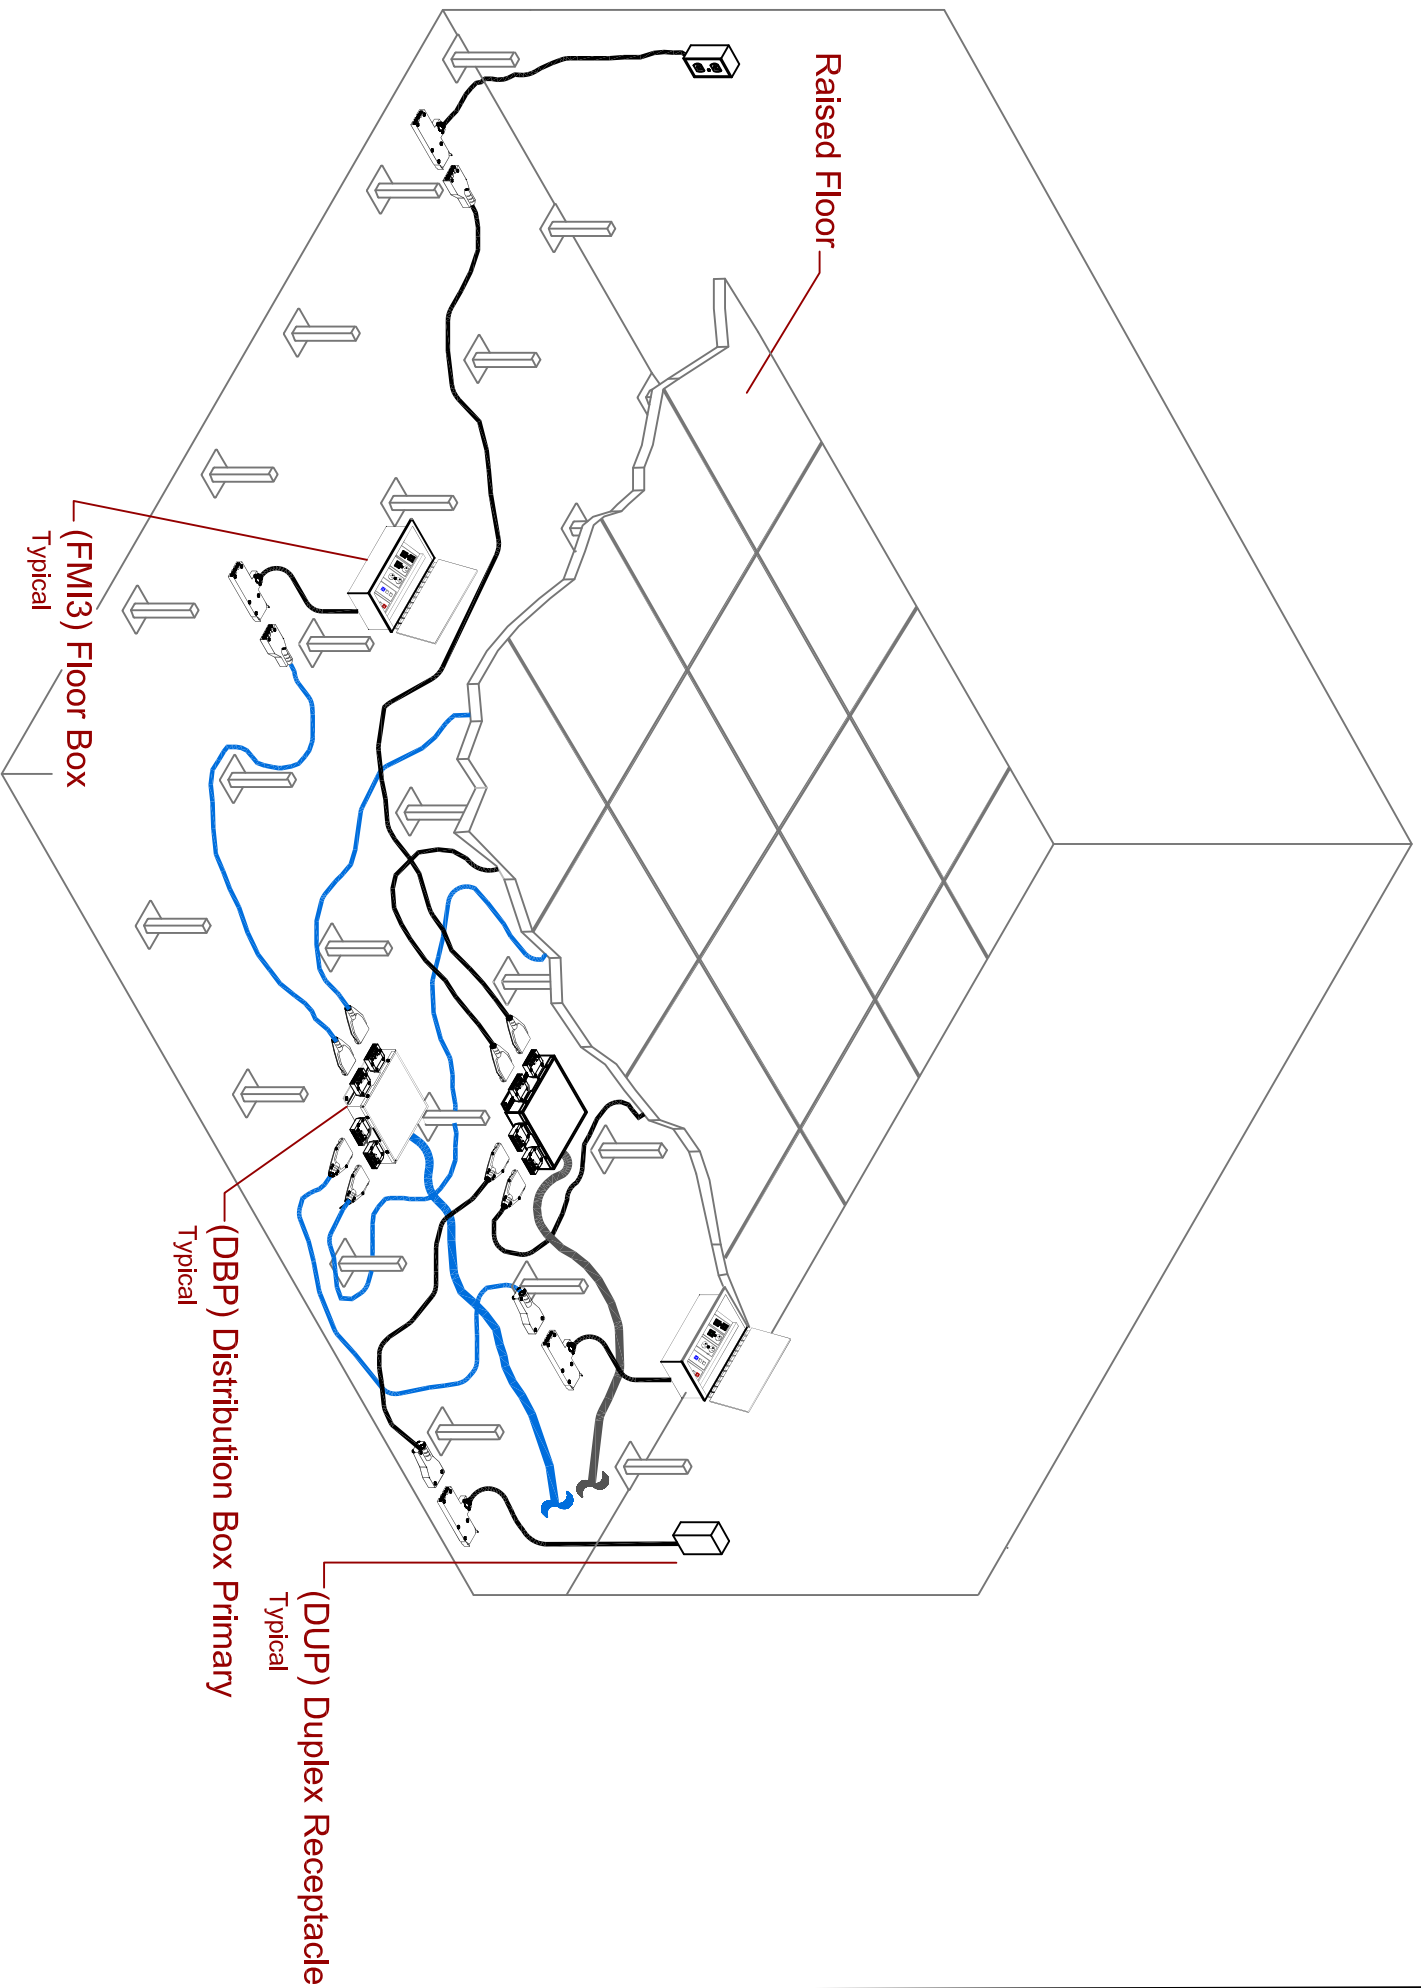 Raised Floor
(FMI3) Floor Box
Typical
(DBP) Distribution Box Primary
Typical
(DUP) Duplex Receptacle
Typical